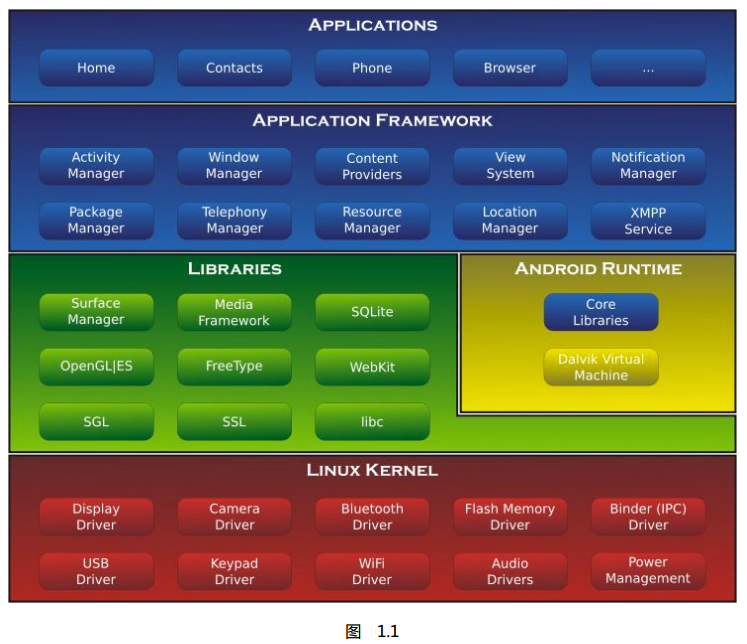 APPLICATIONS
Home
Contacts
Phone
Browser
...
APPLICATION FRAMEWORK
Activity
Manager
Window
Manager
Content
Providers
View
System
Notification
Manager
Package
Manager
Telephony
Manager
Resource
Manager
Location
Manager
XMPP
Service
LIBRARIES
Surface
Manager
Media
Framework
SQLite
OpenGL|ES
FreeType
WebKit
SGL
SSL
libc
ANDROID RUNTIME
Core
Libraries
Dalvik Virtual
Machine
LINUX KERNEL
Display
Driver
Camera
Driver
Bluetooth
Driver
Flash Memory
Driver
Binder (IPC)
Driver
USB
Driver
Keypad
Driver
WiFi
Driver
Audio
Drivers
Power
Management
图 1.1